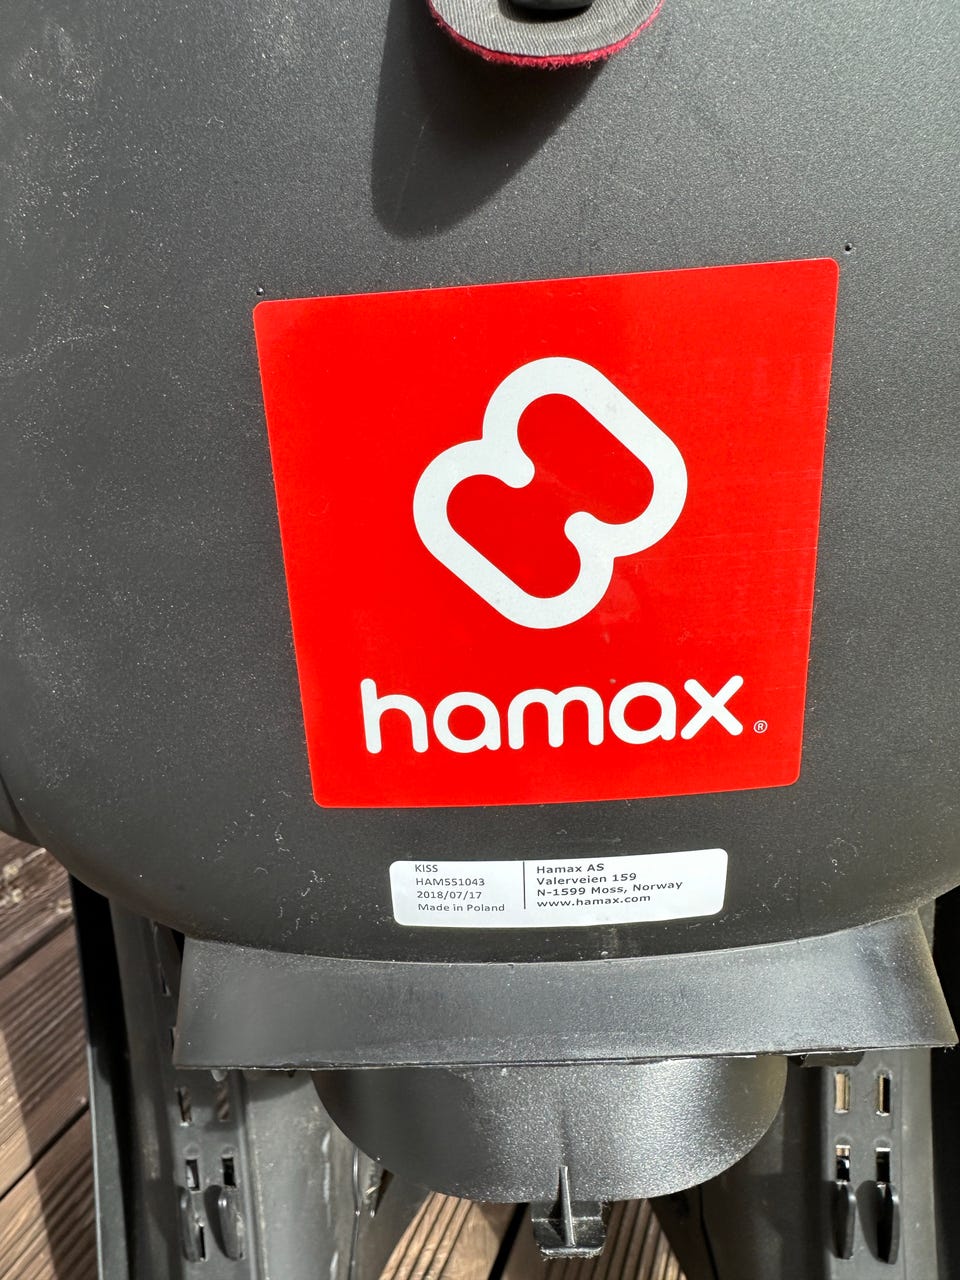 hamax ®
KISS
HAM551043
2018/07/17
Made in Poland
Hamax AS
Valerveien 159
N-1599 Moss, Norway
www.hamax.com